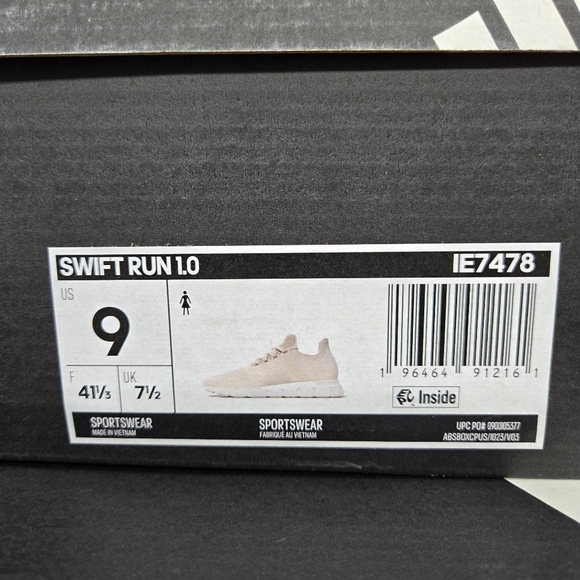 SWIFT RUN 1.0 IE7478
US
9
F
41⅓
UK
7½
1 96464 91216 1
Inside
SPORTSWEAR
MADE IN VIETNAM
SPORTSWEAR
FABRIQUÉ AU VIETNAM
UPC PO# 0900105377
ABSBOXCPUS/1023/V03